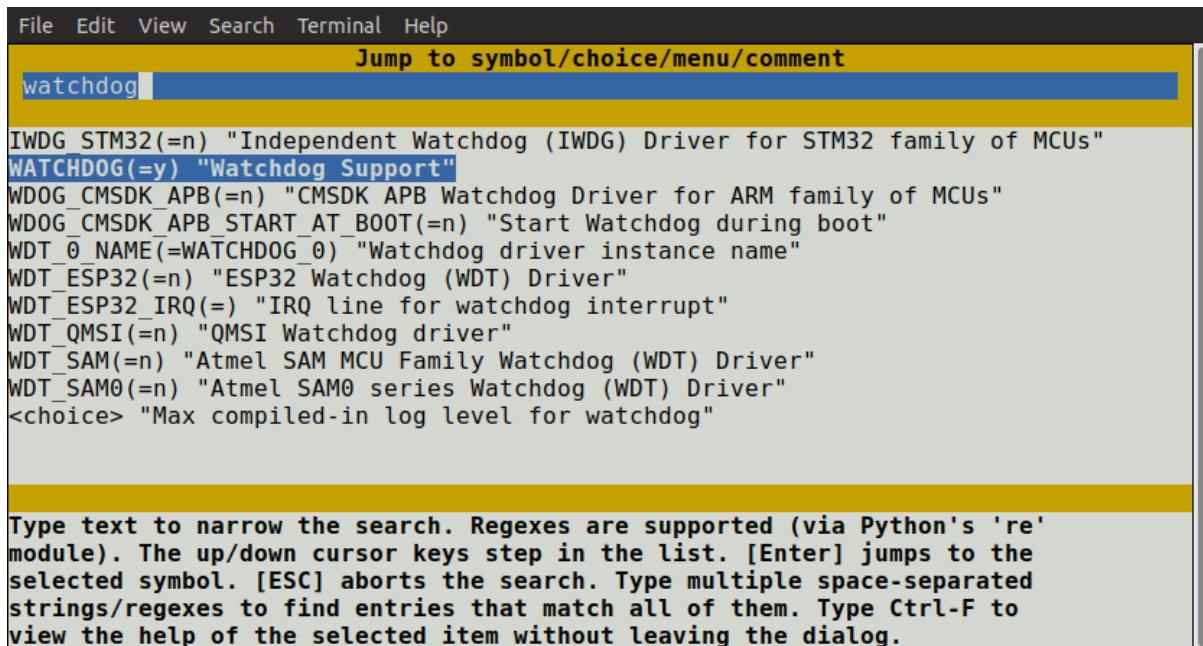 File Edit View Search Terminal Help
Jump to symbol/choice/menu/comment
watchdog
IWDG_STM32(=n) "Independent Watchdog (IWDG) Driver for STM32 family of MCUs"
WATCHDOG(=y) "Watchdog Support"
WDOG_CMSDK_APB(=n) "CMSDK APB Watchdog Driver for ARM family of MCUs"
WDOG_CMSDK_APB_START_AT_BOOT(=n) "Start Watchdog during boot"
WDT_0_NAME(=WATCHDOG_0) "Watchdog driver instance name"
WDT_ESP32(=n) "ESP32 Watchdog (WDT) Driver"
WDT_ESP32_IRQ(=) "IRQ line for watchdog interrupt"
WDT_QMSI(=n) "QMSI Watchdog driver"
WDT_SAM(=n) "Atmel SAM MCU Family Watchdog (WDT) Driver"
WDT_SAM0(=n) "Atmel SAM0 series Watchdog (WDT) Driver"
<choice> "Max compiled-in log level for watchdog"
Type text to narrow the search. Regexes are supported (via Python's 're'
module). The up/down cursor keys step in the list. [Enter] jumps to the
selected symbol. [ESC] aborts the search. Type multiple space-separated
strings/regexes to find entries that match all of them. Type Ctrl-F to
view the help of the selected item without leaving the dialog.